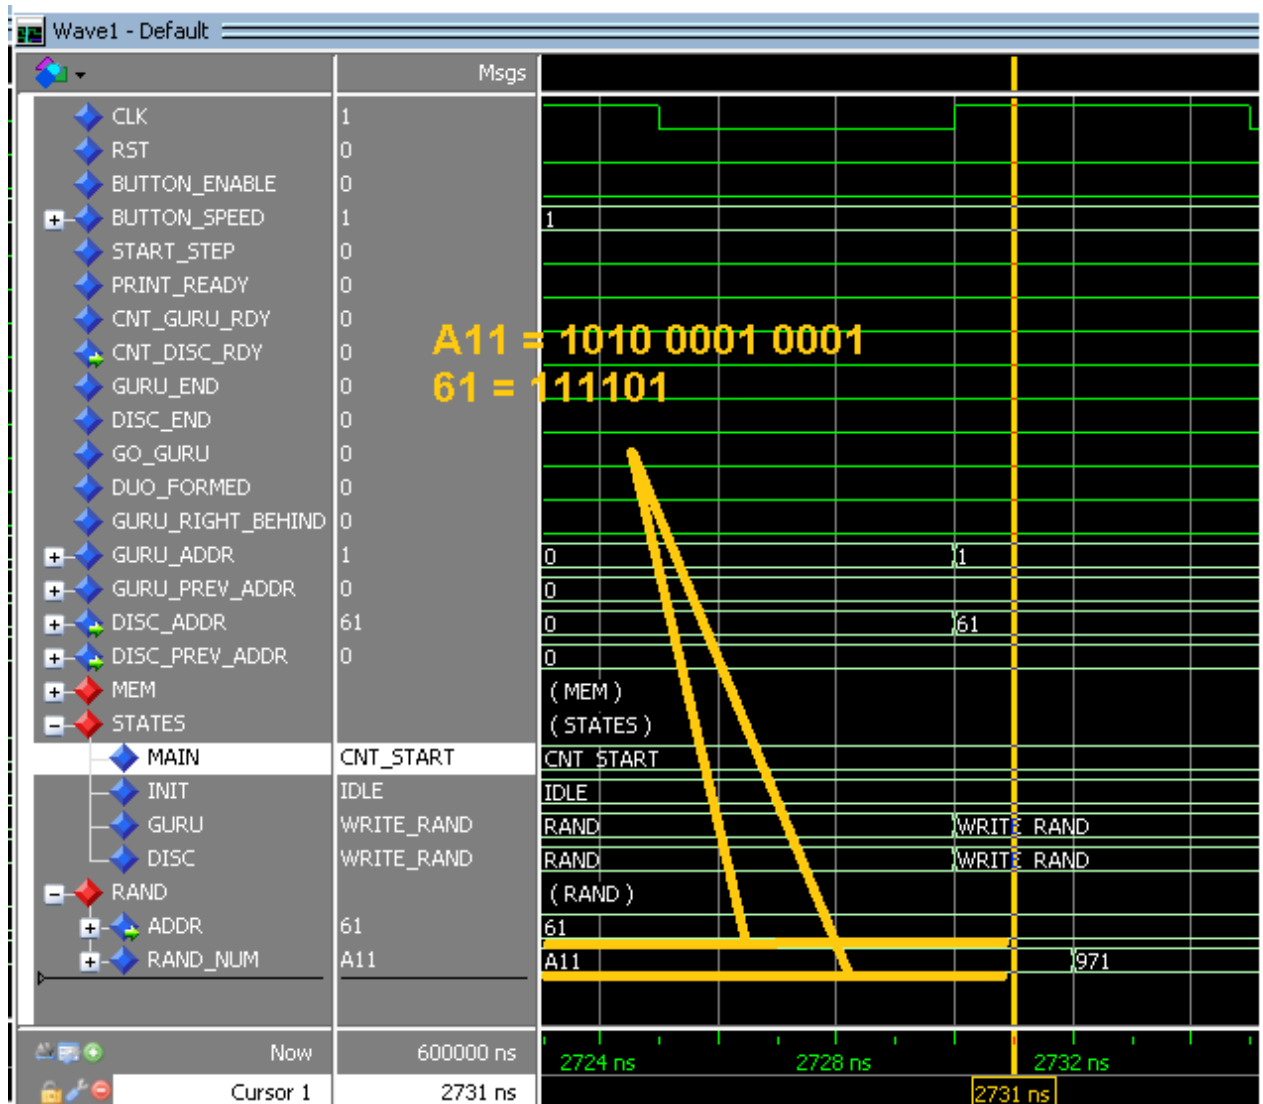 Wave1 - Default
Msgs
CLK 1
RST 0
BUTTON_ENABLE 0
BUTTON_SPEED 1 1
START_STEP 0
PRINT_READY 0
CNT_GURU_RDY 0
A11 = 1010 0001 0001
CNT_DISC_RDY 0
GURU_END 0
61 = 111101
DISC_END 0
GO_GURU 0
DUO_FORMED 0
GURU_RIGHT_BEHIND 0
GURU_ADDR 1 0 1
GURU_PREV_ADDR 0 0
DISC_ADDR 61 0 61
DISC_PREV_ADDR 0 0
MEM ( MEM )
STATES ( STATES )
MAIN CNT_START CNT_START
INIT IDLE IDLE
GURU WRITE_RAND RAND WRITE_RAND
DISC WRITE_RAND RAND WRITE_RAND
RAND ( RAND )
ADDR 61 61
RAND_NUM A11 A11 971
Now 600000 ns 2724 ns 2728 ns 2732 ns
Cursor 1 2731 ns 2731 ns